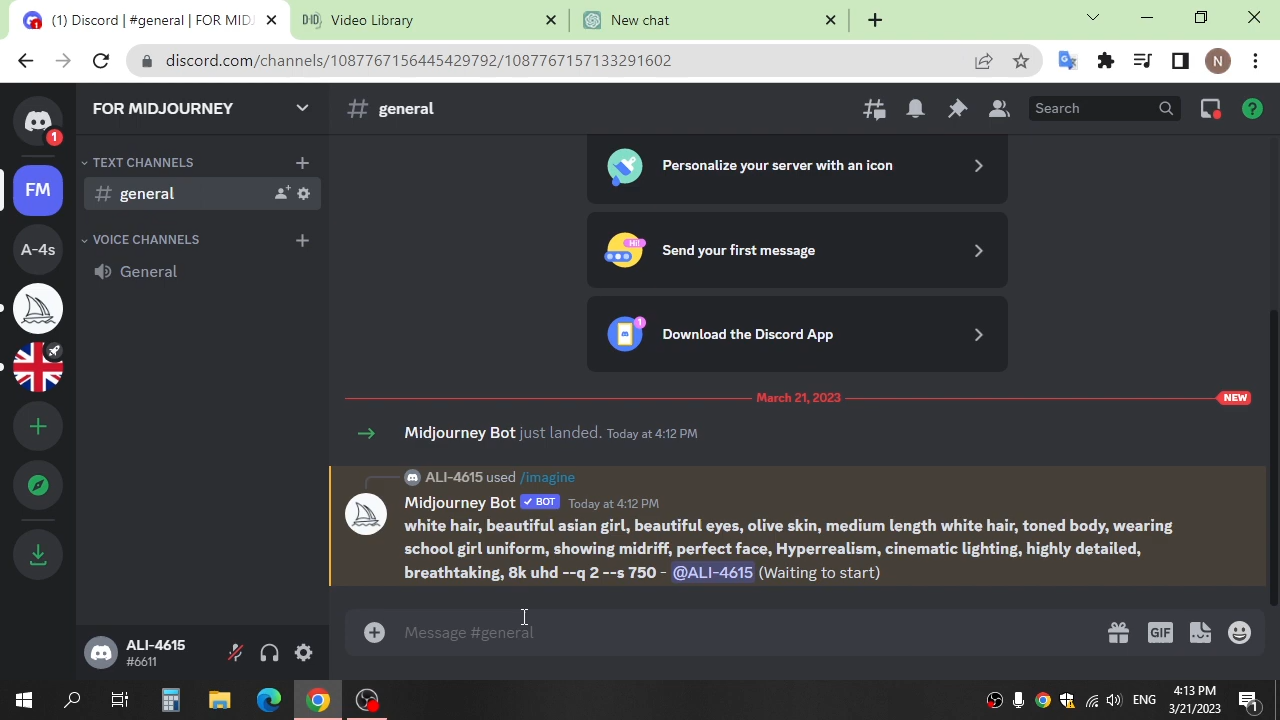 (1) Discord | #general | FOR MID
Video Library
New chat
discord.com/channels/1087767156445429792/1087767157133291602
N
1
FM
A-4s
FOR MIDJOURNEY
TEXT CHANNELS
general
VOICE CHANNELS
General
ALI-4615
#6611
general
Search
Personalize your server with an icon
Hi!
Send your first message
1
Download the Discord App
March 21, 2023
NEW
Midjourney Bot just landed. Today at 4:12 PM
ALI-4615 used /imagine
Midjourney Bot BOT Today at 4:12 PM
white hair, beautiful asian girl, beautiful eyes, olive skin, medium length white hair, toned body, wearing
school girl uniform, showing midriff, perfect face, Hyperrealism, cinematic lighting, highly detailed,
breathtaking, 8k uhd --q 2 --s 750 - @ALI-4615 (Waiting to start)
Message #general
GIF
ENG
4:13 PM
3/21/2023
1